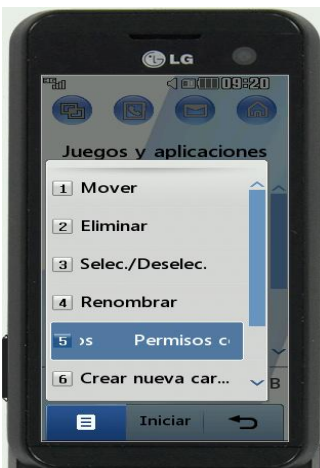 LG
09:20
Juegos y aplicaciones
1 Mover
2 Eliminar
3 Selec./Deselec.
4 Renombrar
5 os Permisos c
6 Crear nueva car...
B
Iniciar